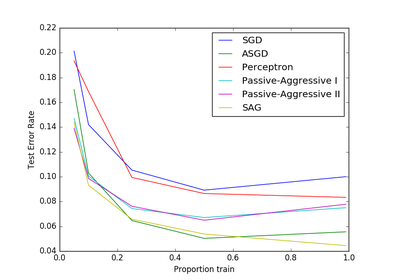 0.22
0.20
0.18
0.16
0.14
0.12
0.10
0.08
0.06
0.04
Test Error Rate
SGD
ASGD
Perceptron
Passive-Aggressive I
Passive-Aggressive II
SAG
0.0 0.2 0.4 0.6 0.8 1.0
Proportion train